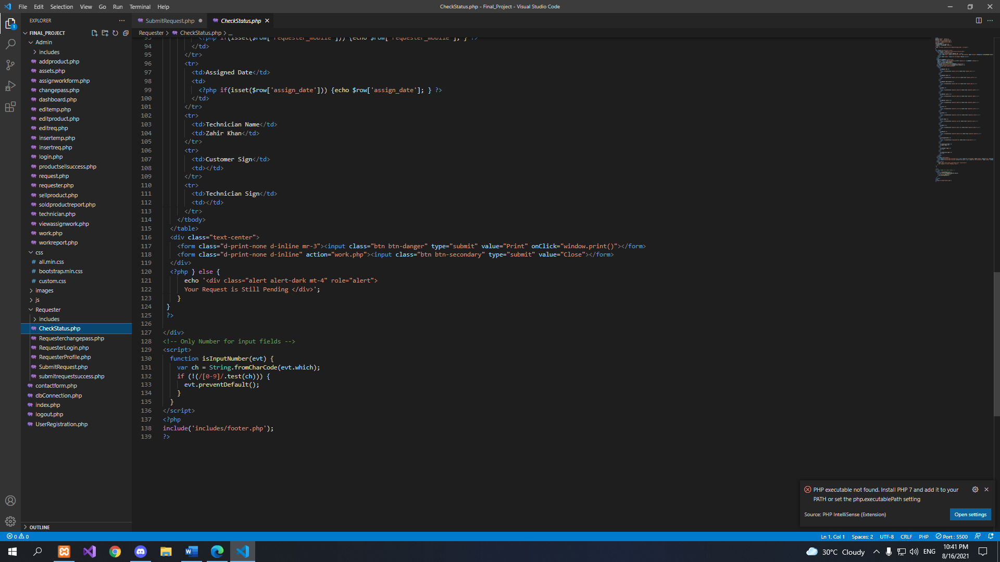 File Edit Selection View Go Run Terminal Help
CheckStatus.php - Final_Project - Visual Studio Code
EXPLORER
FINAL_PROJECT
Admin
includes
addproduct.php
assets.php
assignworkform.php
changepass.php
dashboard.php
editemp.php
editproduct.php
editreq.php
insertemp.php
insertreq.php
login.php
productsellsuccess.php
request.php
requester.php
sellproduct.php
soldproductreport.php
technician.php
viewassignwork.php
work.php
workreport.php
css
all.min.css
bootstrap.min.css
custom.css
images
js
Requester
includes
CheckStatus.php
Requesterchangepass.php
RequesterLogin.php
RequesterProfile.php
SubmitRequest.php
submitrequestsuccess.php
contactform.php
dbConnection.php
index.php
logout.php
UserRegistration.php
OUTLINE
SubmitRequest.php CheckStatus.php
Requester > CheckStatus.php > ...
93 <?php if(isset($row['requester_mobile'])) {echo $row['requester_mobile']; } ?>
94 </td>
95 </tr>
96 <tr>
97 <td>Assigned Date</td>
98 <td>
99 <?php if(isset($row['assign_date'])) {echo $row['assign_date']; } ?>
100 </td>
101 </tr>
102 <tr>
103 <td>Technician Name</td>
104 <td>Zahir Khan</td>
105 </tr>
106 <tr>
107 <td>Customer Sign</td>
108 <td></td>
109 </tr>
110 <tr>
111 <td>Technician Sign</td>
112 <td></td>
113 </tr>
114 </tbody>
115 </table>
116 <div class="text-center">
117 <form class="d-print-none d-inline mr-3"><input class="btn btn-danger" type="submit" value="Print" onClick="window.print()"></form>
118 <form class="d-print-none d-inline" action="work.php"><input class="btn btn-secondary" type="submit" value="Close"></form>
119 </div>
120 <?php } else {
121 echo '<div class="alert alert-dark mt-4" role="alert">
122 Your Request is Still Pending </div>';
123 }
124 }
125 ?>
126
127 </div>
128 <!-- Only Number for input fields -->
129 <script>
130 function isInputNumber(evt) {
131 var ch = String.fromCharCode(evt.which);
132 if (!(/[0-9]/.test(ch))) {
133 evt.preventDefault();
134 }
135 }
136 </script>
137 <?php
138 include('includes/footer.php');
139 ?>
PHP executable not found. Install PHP 7 and add it to your
PATH or set the php.executablePath setting
Source: PHP IntelliSense (Extension)
Open settings
0 0
Ln 1, Col 1 Spaces: 2 UTF-8 CRLF PHP Port : 5500
30°C Cloudy ENG
10:41 PM
8/16/2021